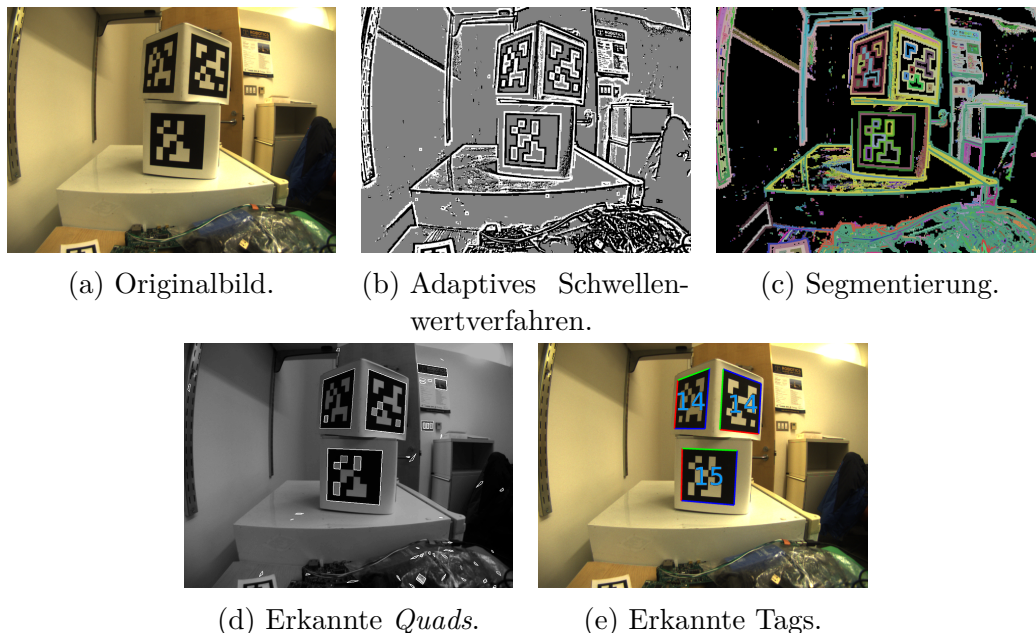 (a) Originalbild.
(b) Adaptives Schwellen-
wertverfahren.
(c) Segmentierung.
14
14
15
(d) Erkannte Quads.
(e) Erkannte Tags.